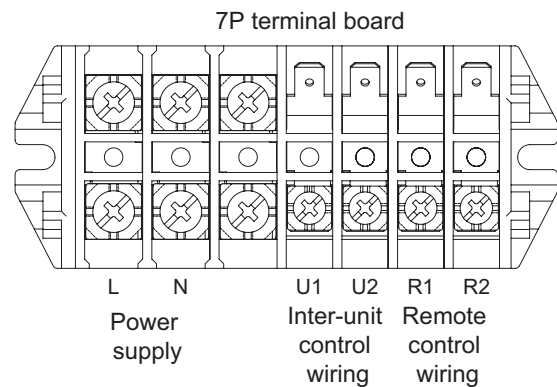 7P terminal board
L N U1 U2 R1 R2
Power supply
Inter-unit control wiring
Remote control wiring